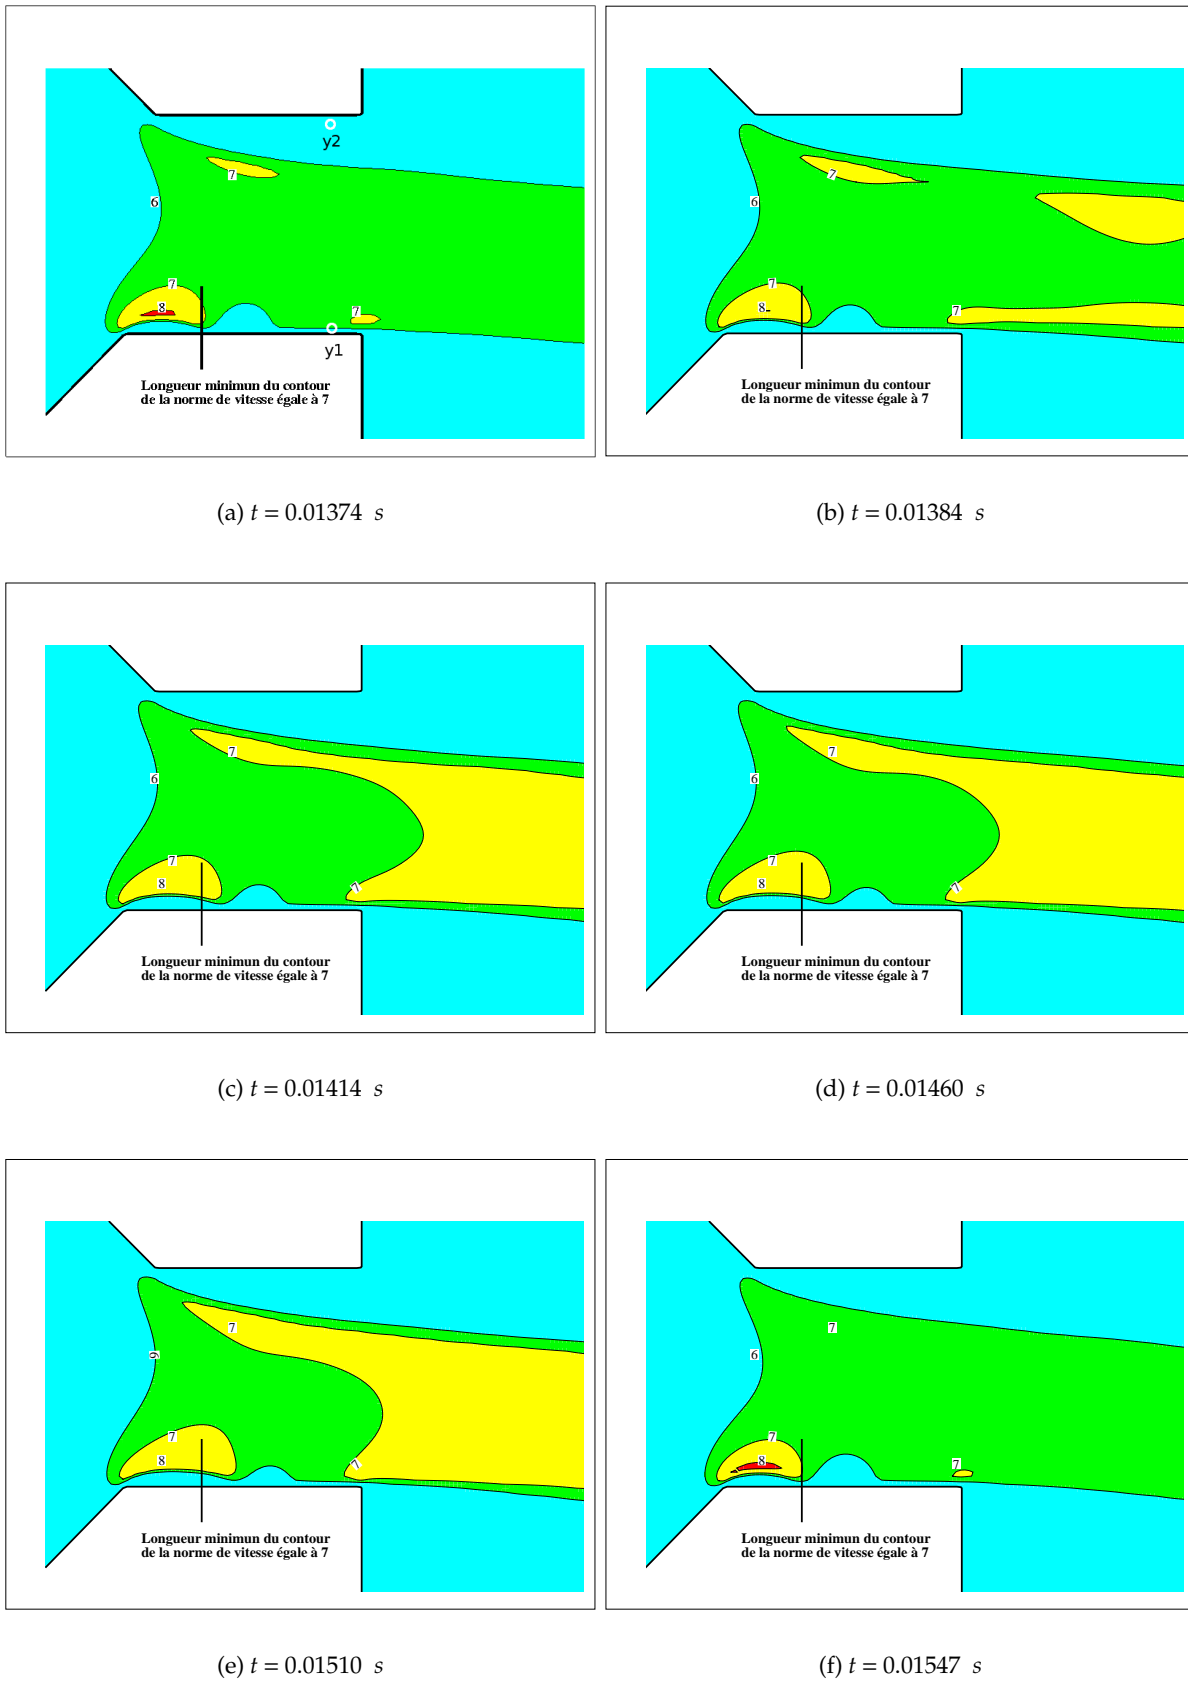 y2
7
6
7
8
7
y1
Longueur minimun du contour
de la norme de vitesse égale à 7
(a) t = 0.01374 s
7
6
7
8
7
Longueur minimun du contour
de la norme de vitesse égale à 7
(b) t = 0.01384 s
7
6
7
8
7
Longueur minimun du contour
de la norme de vitesse égale à 7
(c) t = 0.01414 s
7
6
7
8
7
Longueur minimun du contour
de la norme de vitesse égale à 7
(d) t = 0.01460 s
7
6
7
8
7
Longueur minimun du contour
de la norme de vitesse égale à 7
(e) t = 0.01510 s
7
6
7
8
7
Longueur minimun du contour
de la norme de vitesse égale à 7
(f) t = 0.01547 s